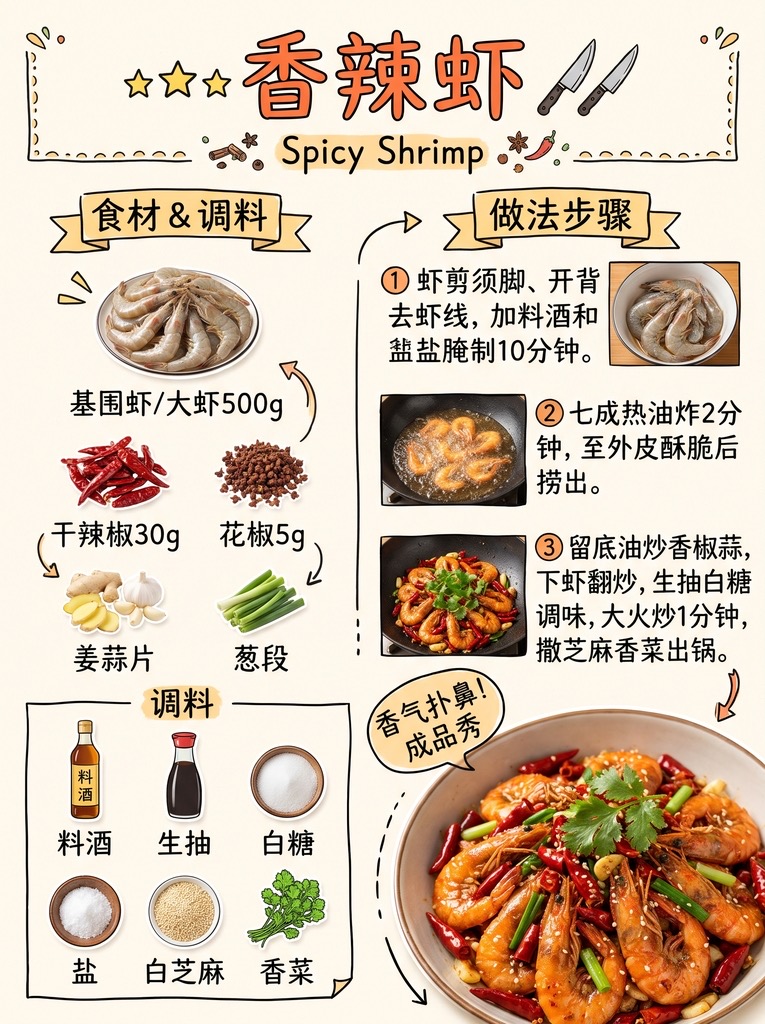 香辣虾
Spicy Shrimp
食材&调料
基围虾/大虾500g
干辣椒30g
花椒5g
姜蒜片
葱段
调料
料酒
料酒
生抽
白糖
盐
白芝麻
香菜
做法步骤
① 虾剪须脚、开背
去虾线,加料酒和
盐腌制10分钟。
② 七成热油炸2分
钟,至外皮酥脆后
捞出。
③ 留底油炒香椒蒜,
下虾翻炒,生抽白糖
调味,大火炒1分钟,
撒芝麻香菜出锅。
香气扑鼻!
成品秀